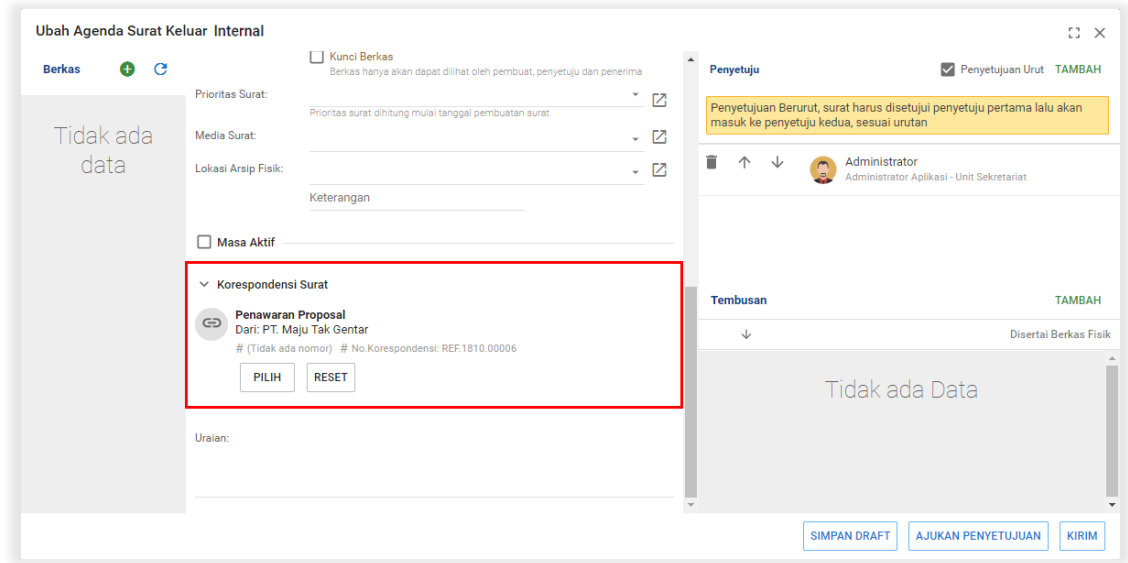 Ubah Agenda Surat Keluar Internal
Berkas
Tidak ada
data
Kunci Berkas
Berkas hanya akan dapat dilihat oleh pembuat, penyetuju dan penerima
Prioritas Surat:
Prioritas surat dihitung mulai tanggal pembuatan surat
Media Surat:
Lokasi Arsip Fisik:
Keterangan
Masa Aktif
Korespondensi Surat
Penawaran Proposal
Dari: PT. Maju Tak Gentar
# (Tidak ada nomor) # No.Korespondensi: REF.1810.00006
PILIH RESET
Uraian:
Penyetuju Penyetujuan Urut TAMBAH
Penyetujuan Berurut, surat harus disetujui penyetuju pertama lalu akan
masuk ke penyetuju kedua, sesuai urutan
Administrator
Administrator Aplikasi - Unit Sekretariat
Tembusan TAMBAH
Disertai Berkas Fisik
Tidak ada Data
SIMPAN DRAFT AJUKAN PENYETUJUAN KIRIM